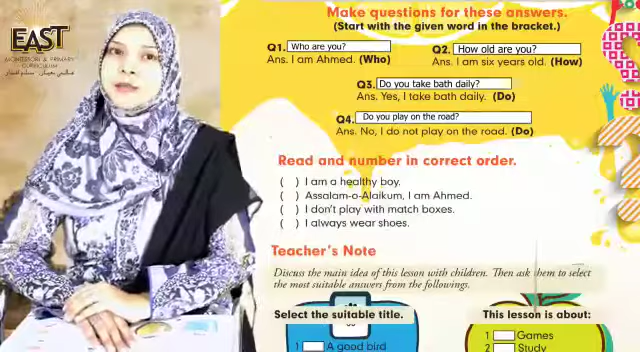 EAST
MONTESSORI & PRIMARY
CURRICULUM
Make questions for these answers.
(Start with the given word in the bracket.)
Q1. Who are you?
Ans. I am Ahmed. (Who)
Q2. How old are you?
Ans. I am six years old. (How)
Q3. Do you take bath daily?
Ans. Yes, I take bath daily. (Do)
Q4. Do you play on the road?
Ans. No, I do not play on the road. (Do)
Read and number in correct order.
( ) I am a healthy boy.
( ) Assalam-o-Alaikum, I am Ahmed.
( ) I don't play with match boxes.
( ) I always wear shoes.
Teacher's Note
Discuss the main idea of this lesson with children. Then ask them to select
the most suitable answers from the followings.
Select the suitable title.
1 A good bird
This lesson is about:
1 Games
2 Study